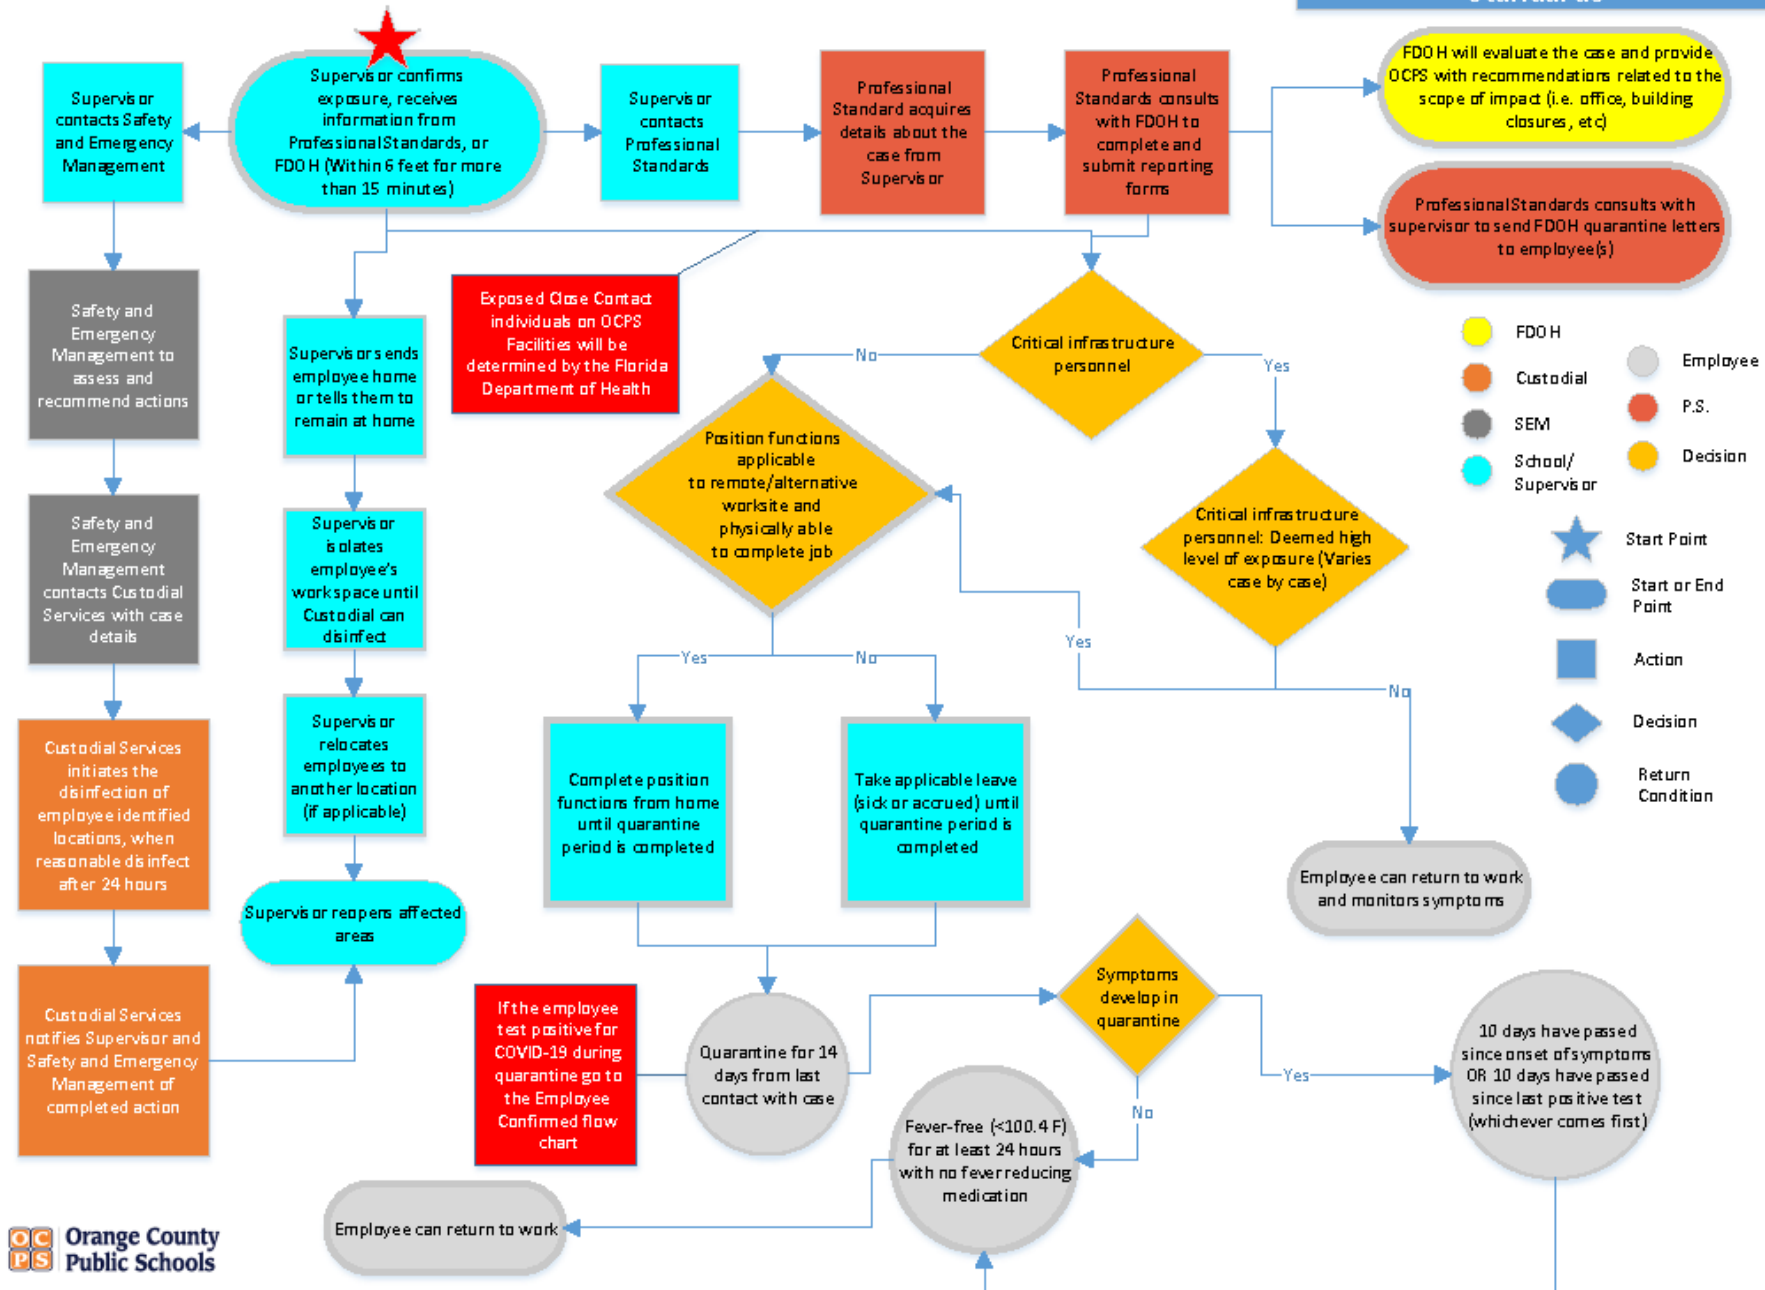 Supervisor
contacts Safety
and Emergency
Management
Supervisor confirms
exposure, receives
information from
Professional Standards, or
FDOH (Within 6 feet for more
than 15 minutes)
Supervisor
contacts
Professional
Standards
Professional
Standard acquires
details about the
case from
Supervisor
Professional
Standards consults
with FDOH to
complete and
submit reporting
forms
FDOH will evaluate the case and provide
OCPS with recommendations related to the
scope of impact (i.e. office, building
closures, etc)
Professional Standards consults with
supervisor to send FDOH quarantine letters
to employee(s)
Safety and
Emergency
Management to
assess and
recommend actions
Supervisor sends
employee home
or tells them to
remain at home
Exposed Close Contact
individuals on OCPS
Facilities will be
determined by the Florida
Department of Health
Critical infrastructure
personnel
No
Yes
FDOH
Custodial
SEM
School/
Supervisor
Employee
P.S.
Decision
Position functions
applicable
to remote/alternative
worksite and
physically able
to complete job
Critical infrastructure
personnel: Deemed high
level of exposure (Varies
case by case)
Start Point
Start or End
Point
Action
Decision
Return
Condition
Safety and
Emergency
Management
contacts Custodial
Services with case
details
Supervisor
isolates
employee's
workspace until
Custodial can
disinfect
Yes
No
Yes
No
Custodial Services
initiates the
disinfection of
employee identified
locations, when
reasonable disinfect
after 24 hours
Supervisor
relocates
employees to
another location
(if applicable)
Complete position
functions from home
until quarantine
period is completed
Take applicable leave
(sick or accrued) until
quarantine period is
completed
Employee can return to work
and monitors symptoms
Supervisor reopens affected
areas
Custodial Services
notifies Supervisor and
Safety and Emergency
Management of
completed action
If the employee
test positive for
COVID-19 during
quarantine go to
the Employee
Confirmed flow
chart
Quarantine for 14
days from last
contact with case
Symptoms
develop in
quarantine
Yes
No
10 days have passed
since onset of symptoms
OR 10 days have passed
since last positive test
(whichever comes first)
Fever-free (<100.4 F)
for at least 24 hours
with no fever reducing
medication
Employee can return to work
OC
PS
Orange County
Public Schools